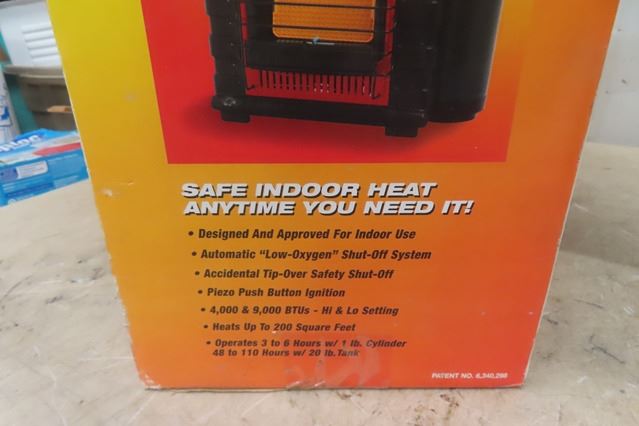 SAFE INDOOR HEAT
ANYTIME YOU NEED IT!
• Designed And Approved For Indoor Use
• Automatic "Low-Oxygen" Shut-Off System
• Accidental Tip-Over Safety Shut-Off
• Piezo Push Button Ignition
• 4,000 & 9,000 BTUs - Hi & Lo Setting
• Heats Up To 200 Square Feet
• Operates 3 to 6 Hours w/ 1 lb. Cylinder
48 to 110 Hours w/ 20 lb. Tank
PATENT NO. 6,340,298